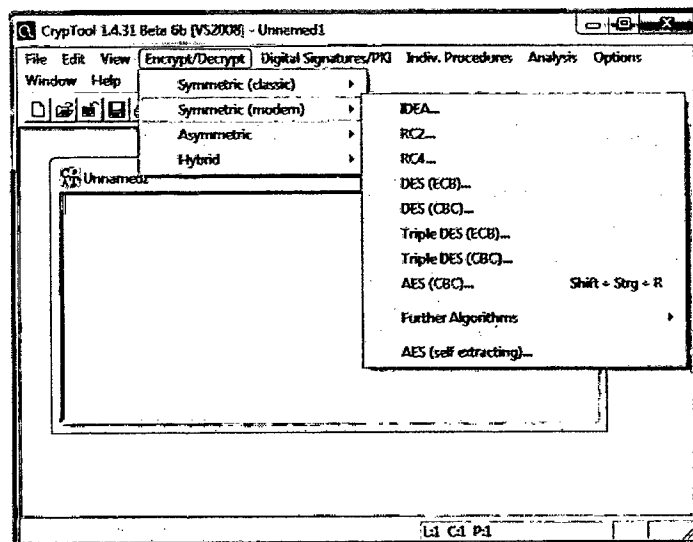 CrypTool 1.4.31 Beta 6b [VS2008] - Unnamed1
File Edit View Encrypt/Decrypt Digital Signatures/PKI Indiv. Procedures Analysis Options
Window Help
Symmetric (classic)
Symmetric (modern)
Asymmetric
Hybrid
IDEA...
RC2...
RC4...
DES (ECB)...
DES (CBC)...
Triple DES (ECB)...
Triple DES (CBC)...
AES (CBC)... Shift + Strg + R
Further Algorithms
AES (self extracting)...
L:1 C:1 P:1